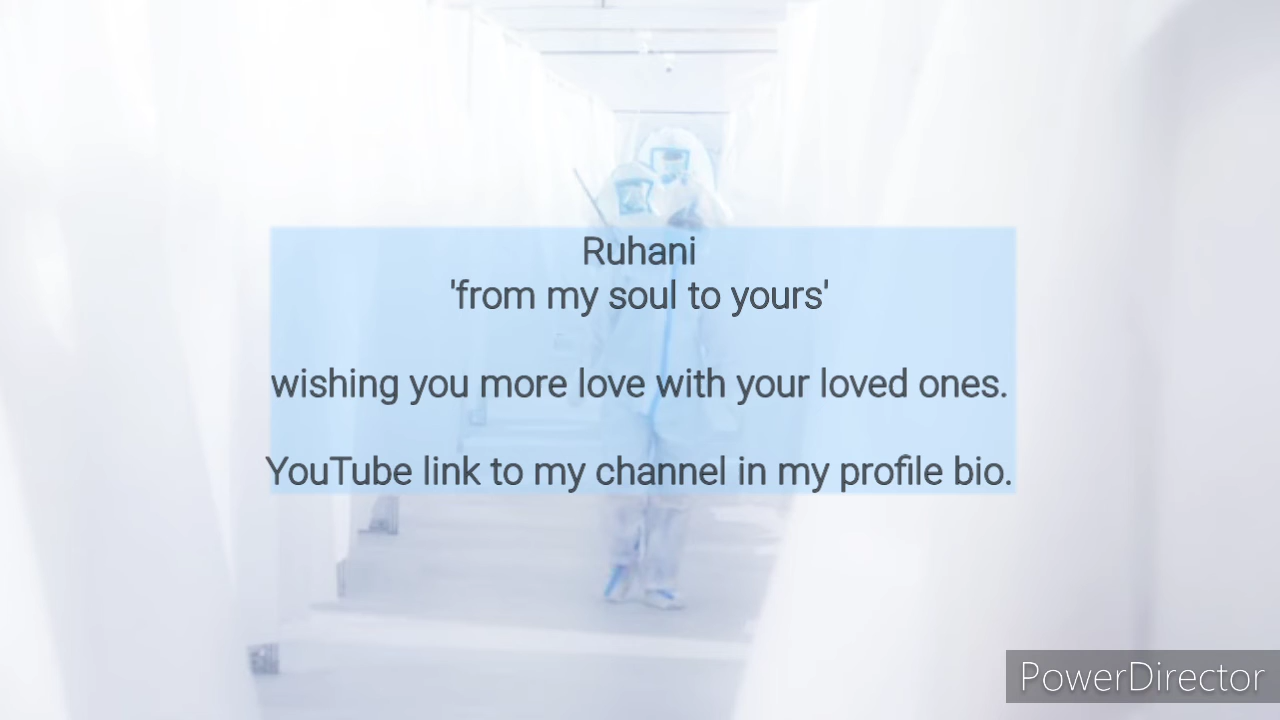 Ruhani
'from my soul to yours'
wishing you more love with your loved ones.
YouTube link to my channel in my profile bio.
PowerDirector